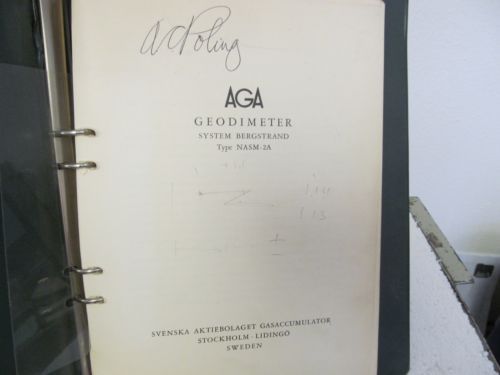 A C Poling
AGA
GEODIMETER
SYSTEM BERGSTRAND
Type NASM-2A
SVENSKA AKTIEBOLAGET GASACCUMULATOR
STOCKHOLM - LIDINGÖ
SWEDEN